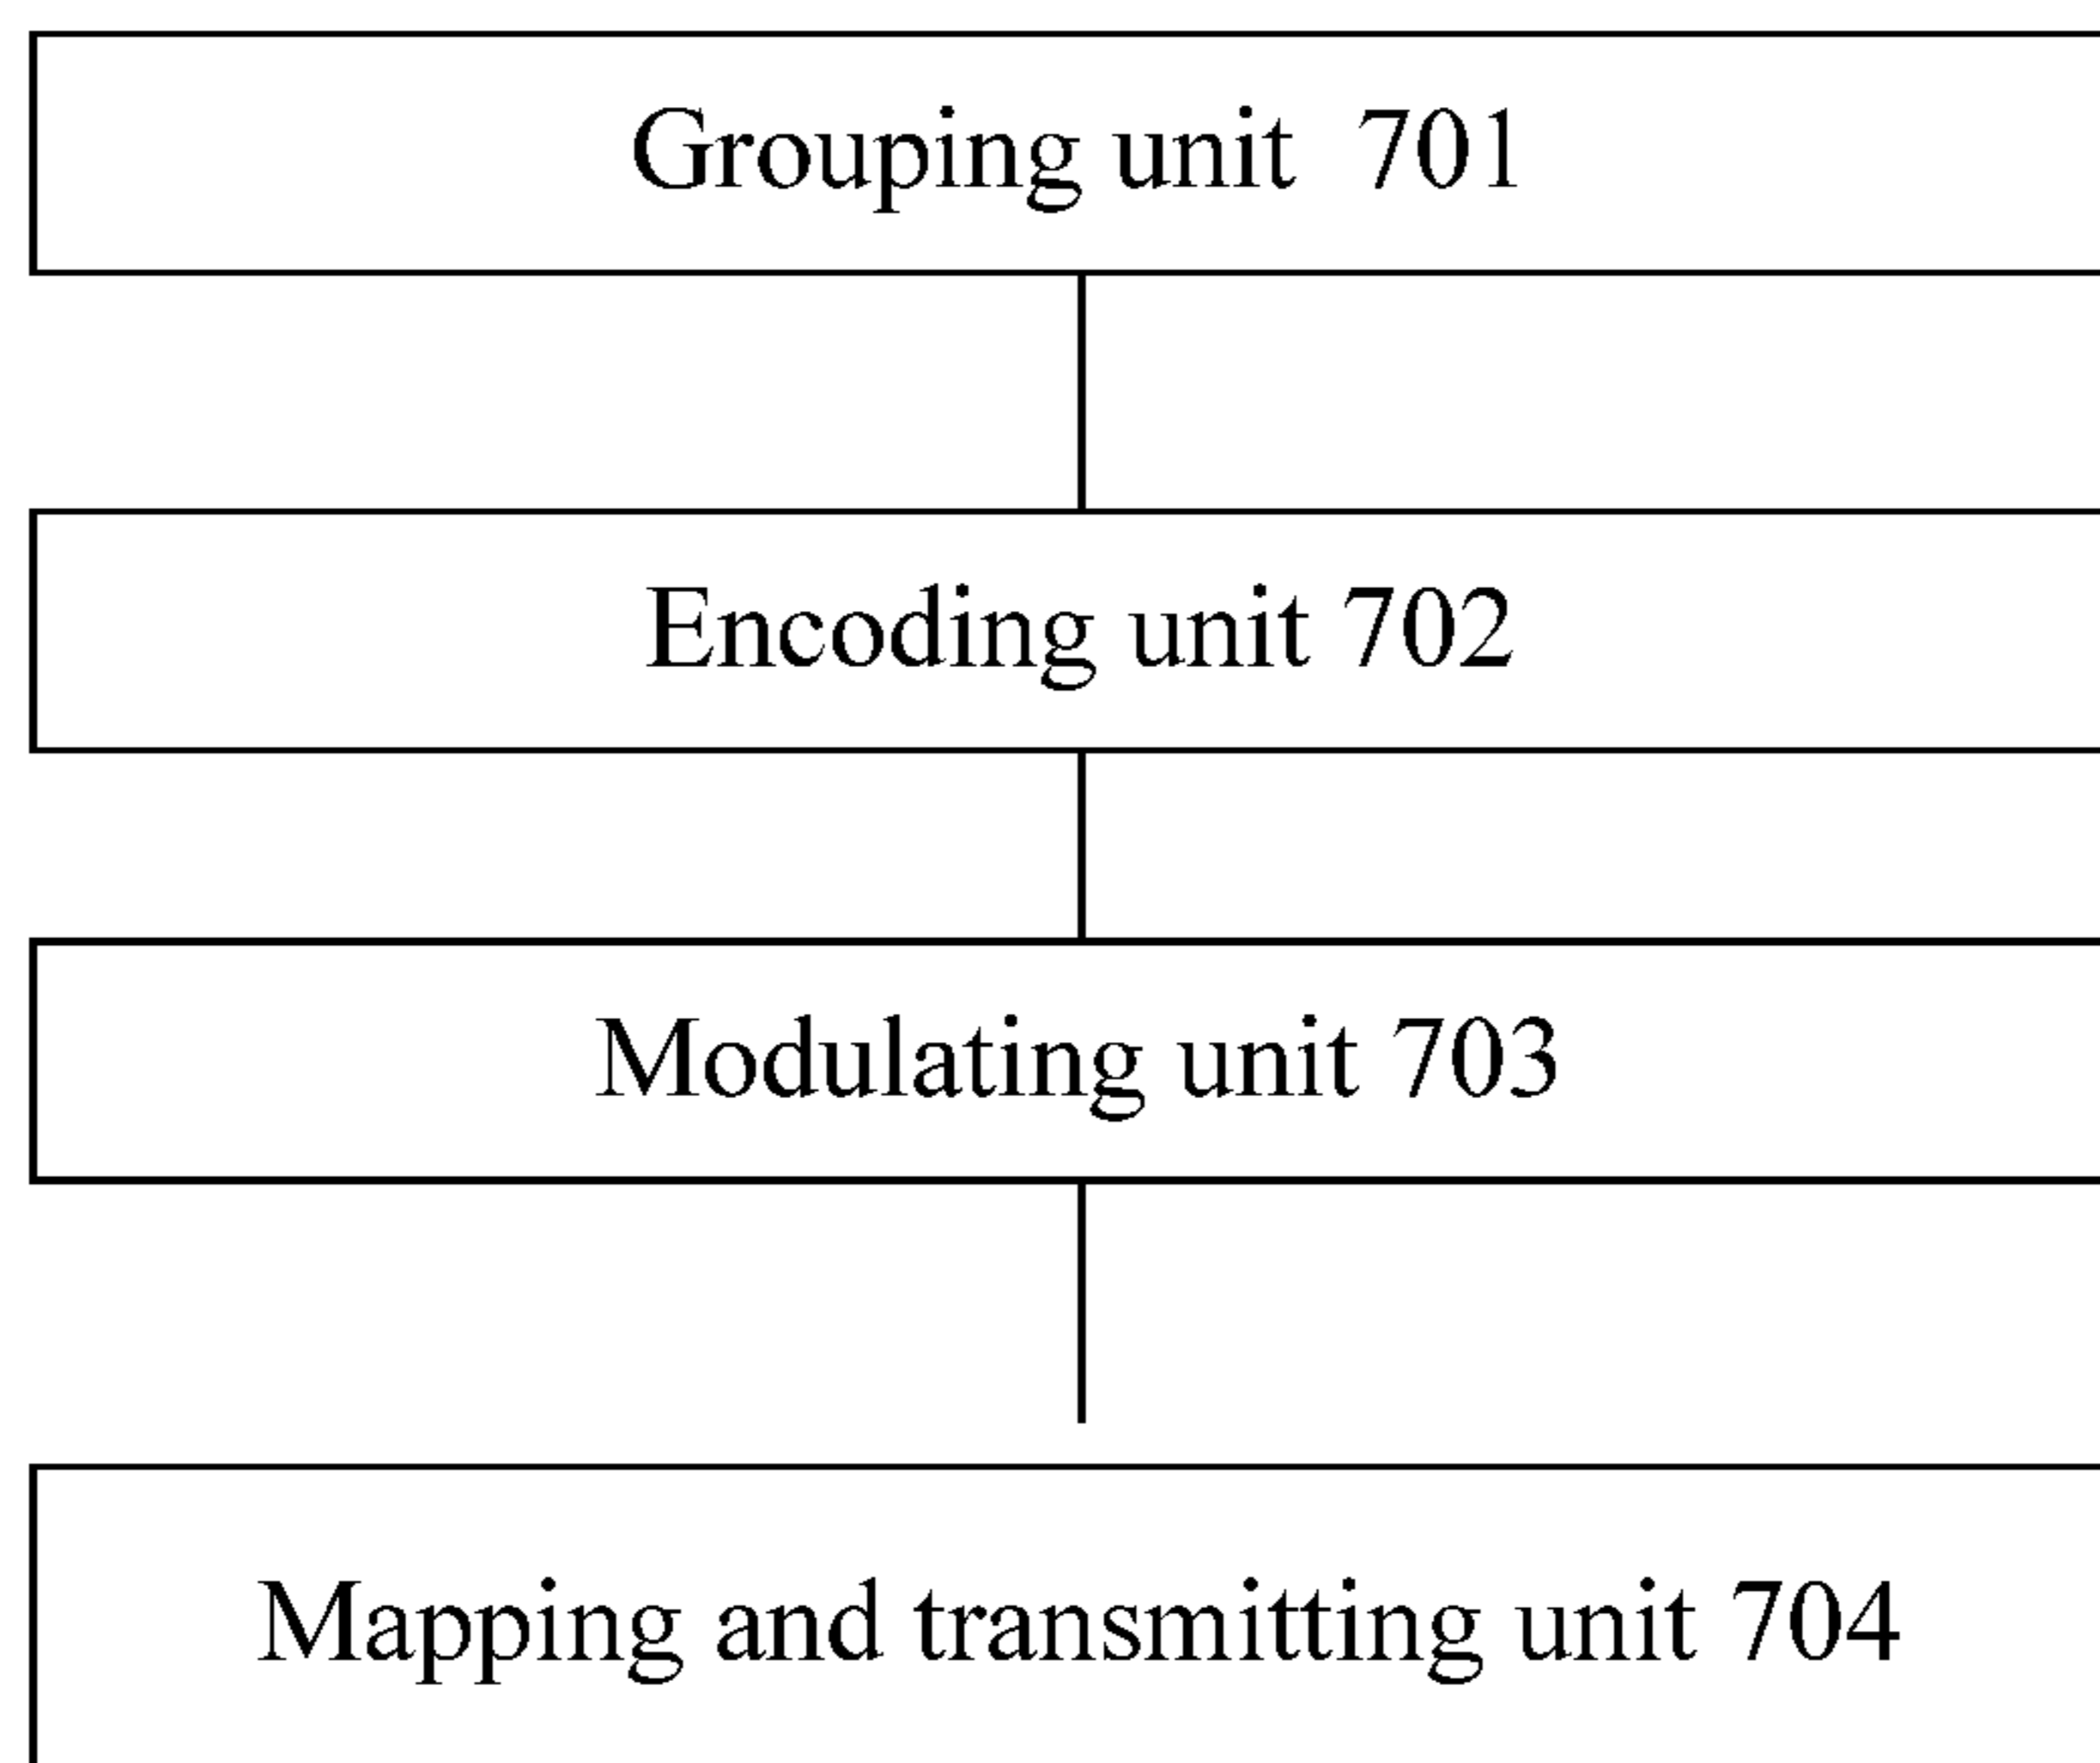 Grouping unit 701
Encoding unit 702
Modulating unit 703
Mapping and transmitting unit 704